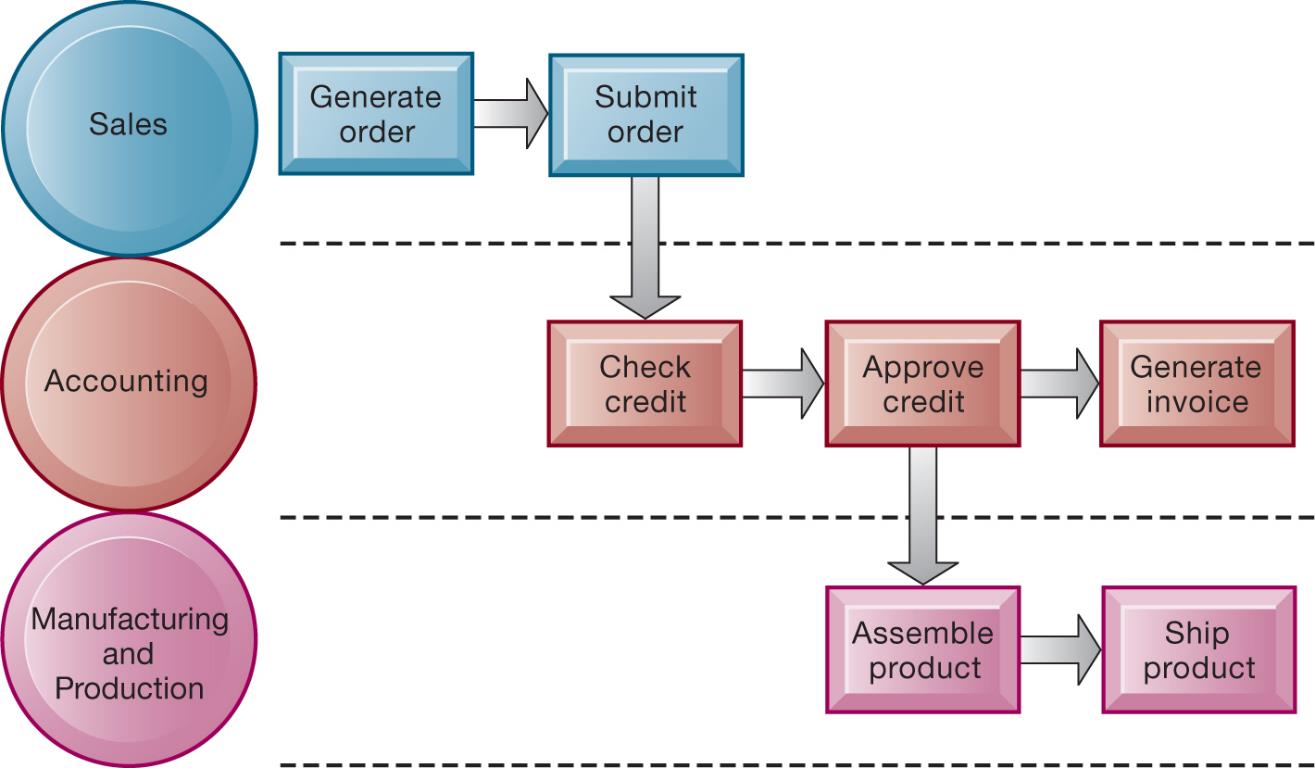 Sales
Generate
order
Submit
order
Accounting
Check
credit
Approve
credit
Generate
invoice
Manufacturing
and
Production
Assemble
product
Ship
product